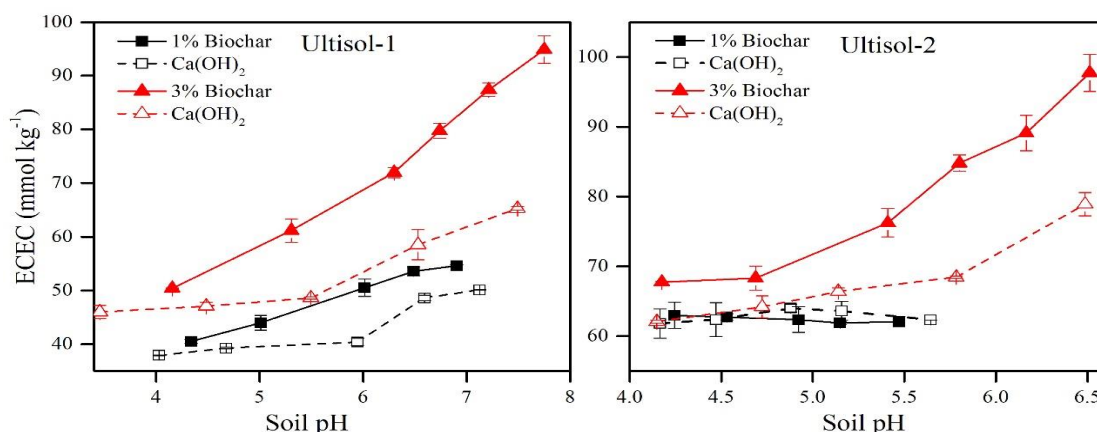 Ultisol-1
1% Biochar
Ca(OH)₂
3% Biochar
Ca(OH)₂
ECEC (mmol kg⁻¹)
100
90
80
70
60
50
40
4 5 6 7 8
Soil pH
Ultisol-2
1% Biochar
Ca(OH)₂
3% Biochar
Ca(OH)₂
100
90
80
70
60
4.0 4.5 5.0 5.5 6.0 6.5
Soil pH